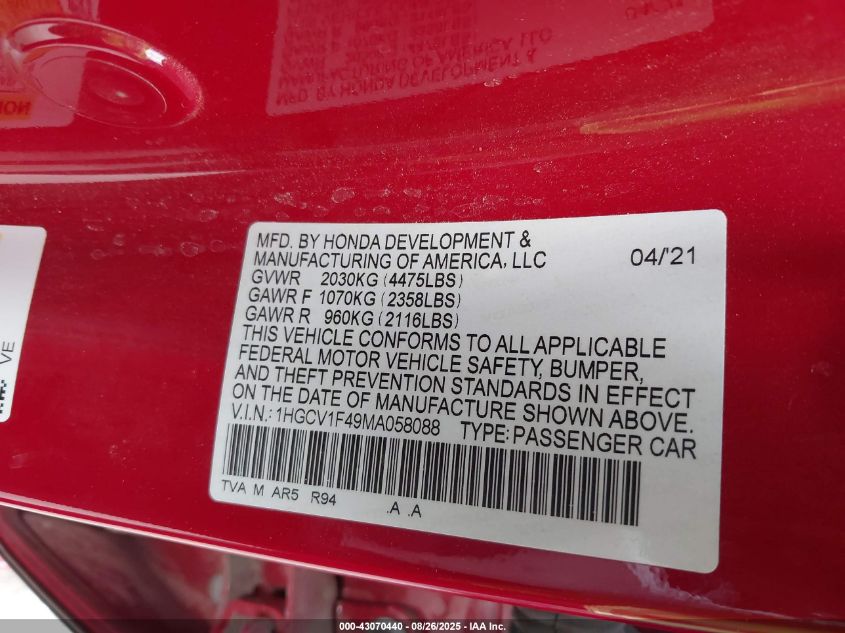 MFD. BY HONDA DEVELOPMENT &
MANUFACTURING OF AMERICA, LLC 04/'21
GVWR 2030KG (4475LBS)
GAWR F 1070KG (2358LBS)
GAWR R 960KG (2116LBS)
THIS VEHICLE CONFORMS TO ALL APPLICABLE
FEDERAL MOTOR VEHICLE SAFETY, BUMPER,
AND THEFT PREVENTION STANDARDS IN EFFECT
ON THE DATE OF MANUFACTURE SHOWN ABOVE.
V.I.N.: 1HGCV1F49MA058088 TYPE: PASSENGER CAR
TVA M AR5 R94 .A .A
VE
000-43070440 - 08/26/2025 - IAA Inc.